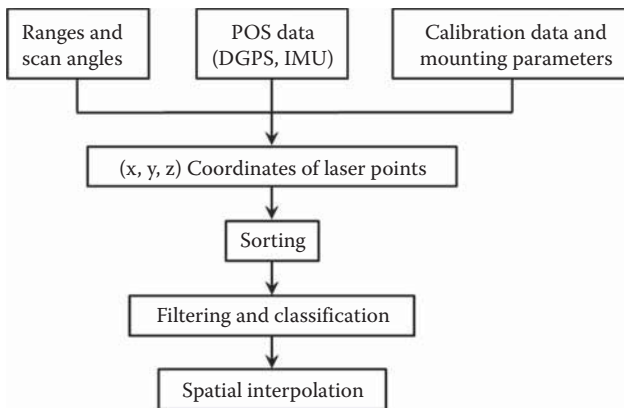 Ranges and
scan angles
POS data
(DGPS, IMU)
Calibration data and
mounting parameters
(x, y, z) Coordinates of laser points
Sorting
Filtering and classification
Spatial interpolation